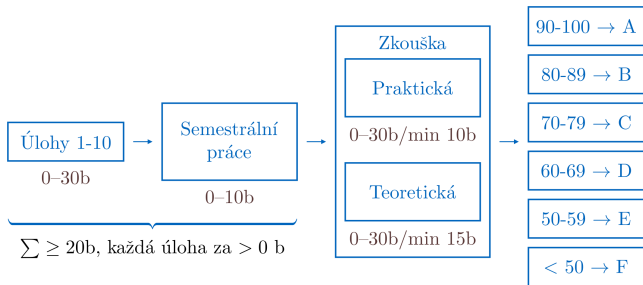 Úlohy 1-10
0–30b
Semestrální
práce
0–10b
∑ ≥ 20b, každá úloha za > 0 b
Zkouška
Praktická
0–30b/min 10b
Teoretická
0–30b/min 15b
90-100 → A
80-89 → B
70-79 → C
60-69 → D
50-59 → E
< 50 → F